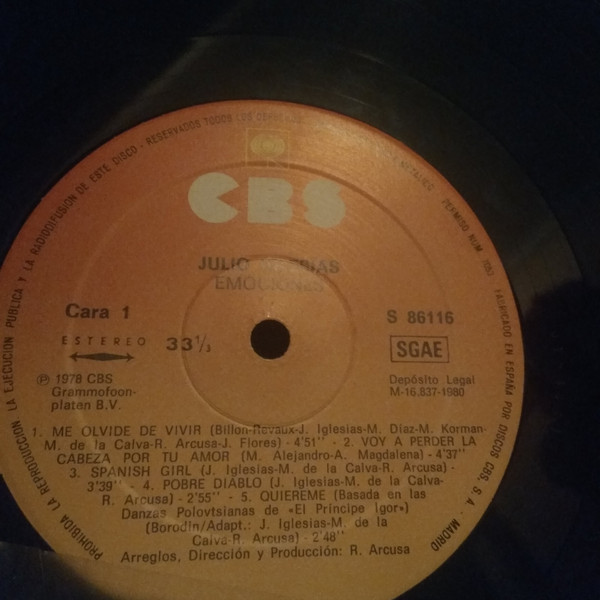 RESERVADOS TODOS LOS
PERMISO NUM.
FABRICADO EN ESPAÑA POR DISCOS CBS, S. A. - MADRID
PROHIBIDA LA REPRODUCCION LA EJECUCION PUBLICA Y LA RADIODIFUSION DE ESTE DISCO -
CBS
JULIO IGLESIAS
EMOCIONES
Cara 1
S 86116
ESTEREO
33 1/3
SGAE
Ⓟ 1978 CBS
Grammofoon-
platen B.V.
Depósito Legal
M-16.837-1980
1. ME OLVIDE DE VIVIR (Billon-Revaux-J. Iglesias-M. Diaz-M. Korman-
M. de la Calva-R. Arcusa-J. Flores) - 4'51'' - 2. VOY A PERDER LA
CABEZA POR TU AMOR (M. Alejandro-A. Magdalena) - 4'37''
3. SPANISH GIRL (J. Iglesias-M. de la Calva-R. Arcusa) -
3'39'' - 4. POBRE DIABLO (J. Iglesias-M. de la Calva-
R. Arcusa) - 2'55'' - 5. QUIEREME (Basada en las
Danzas Polovtsianas de «El Príncipe Igor»)
(Borodin/Adapt.: J. Iglesias-M. de la
Calva-R. Arcusa) - 2'48''
Arreglos, Dirección y Producción: R. Arcusa